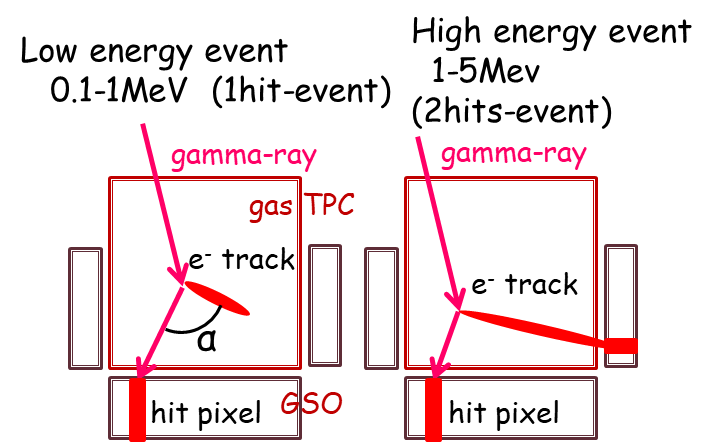 Low energy event
0.1-1MeV (1hit-event)
gamma-ray
gas TPC
e- track
α
hit pixel
GSO
High energy event
1-5Mev
(2hits-event)
gamma-ray
e- track
hit pixel